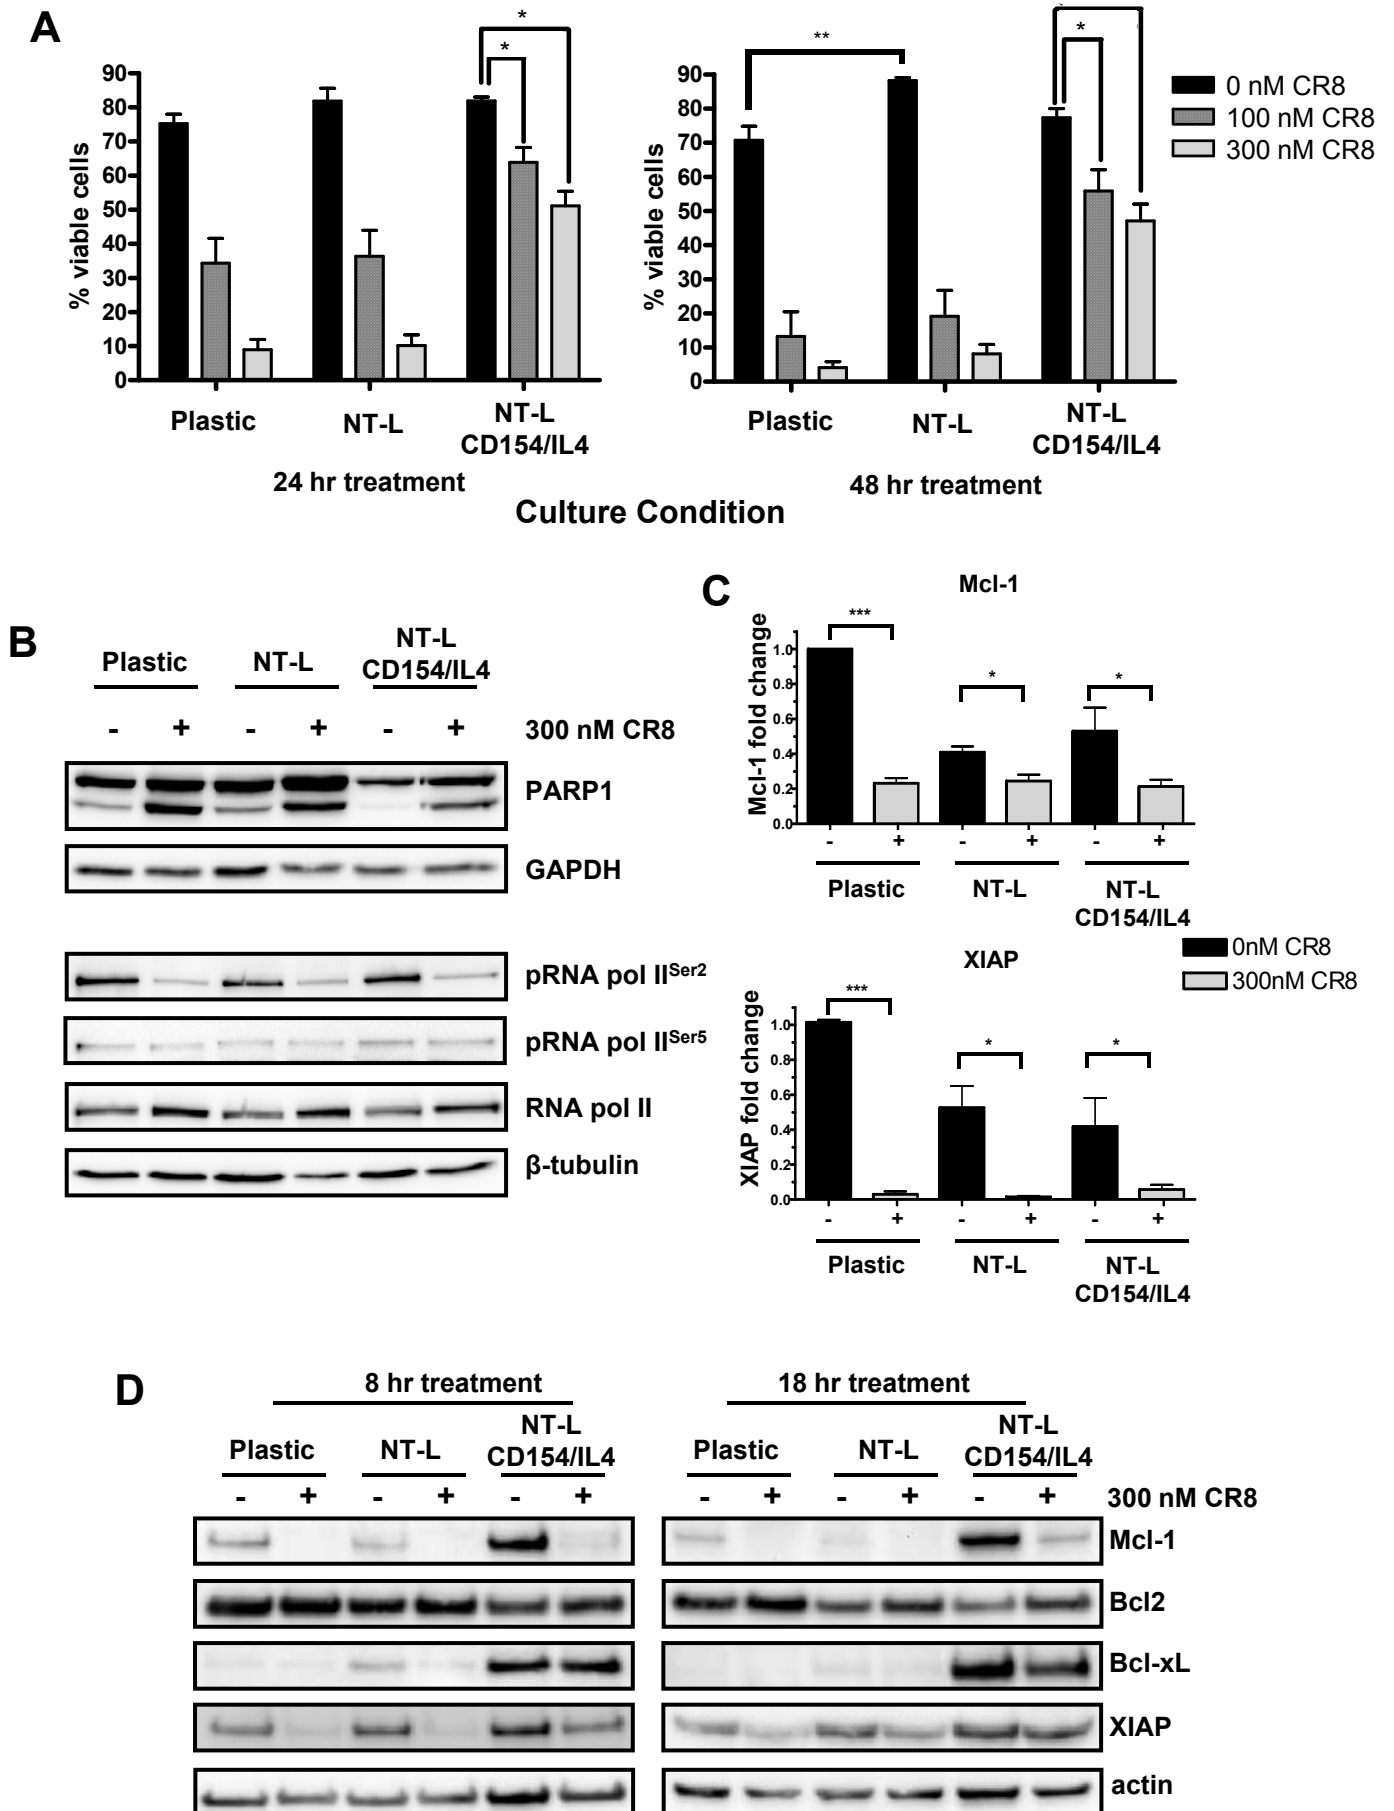 A
*
*
90
80
70
60
50
40
30
20
10
0
% viable cells
Plastic
NT-L
NT-L
CD154/IL4
24 hr treatment
**
*
90
80
70
60
50
40
30
20
10
0
% viable cells
Plastic
NT-L
NT-L
CD154/IL4
48 hr treatment
0 nM CR8
100 nM CR8
300 nM CR8
Culture Condition
B
Plastic
NT-L
NT-L
CD154/IL4
- + - + - + 300 nM CR8
PARP1
GAPDH
pRNA pol IISer2
pRNA pol IISer5
RNA pol II
β-tubulin
C
Mcl-1
***
*
*
1.0
0.8
0.6
0.4
0.2
0.0
Mcl-1 fold change
- + - + - +
Plastic
NT-L
NT-L
CD154/IL4
XIAP
0nM CR8
300nM CR8
***
*
*
1.0
0.8
0.6
0.4
0.2
0.0
XIAP fold change
- + - + - +
Plastic
NT-L
NT-L
CD154/IL4
D
8 hr treatment
18 hr treatment
Plastic
NT-L
NT-L
CD154/IL4
Plastic
NT-L
NT-L
CD154/IL4
- + - + - + - + - + - + 300 nM CR8
Mcl-1
Bcl2
Bcl-xL
XIAP
actin